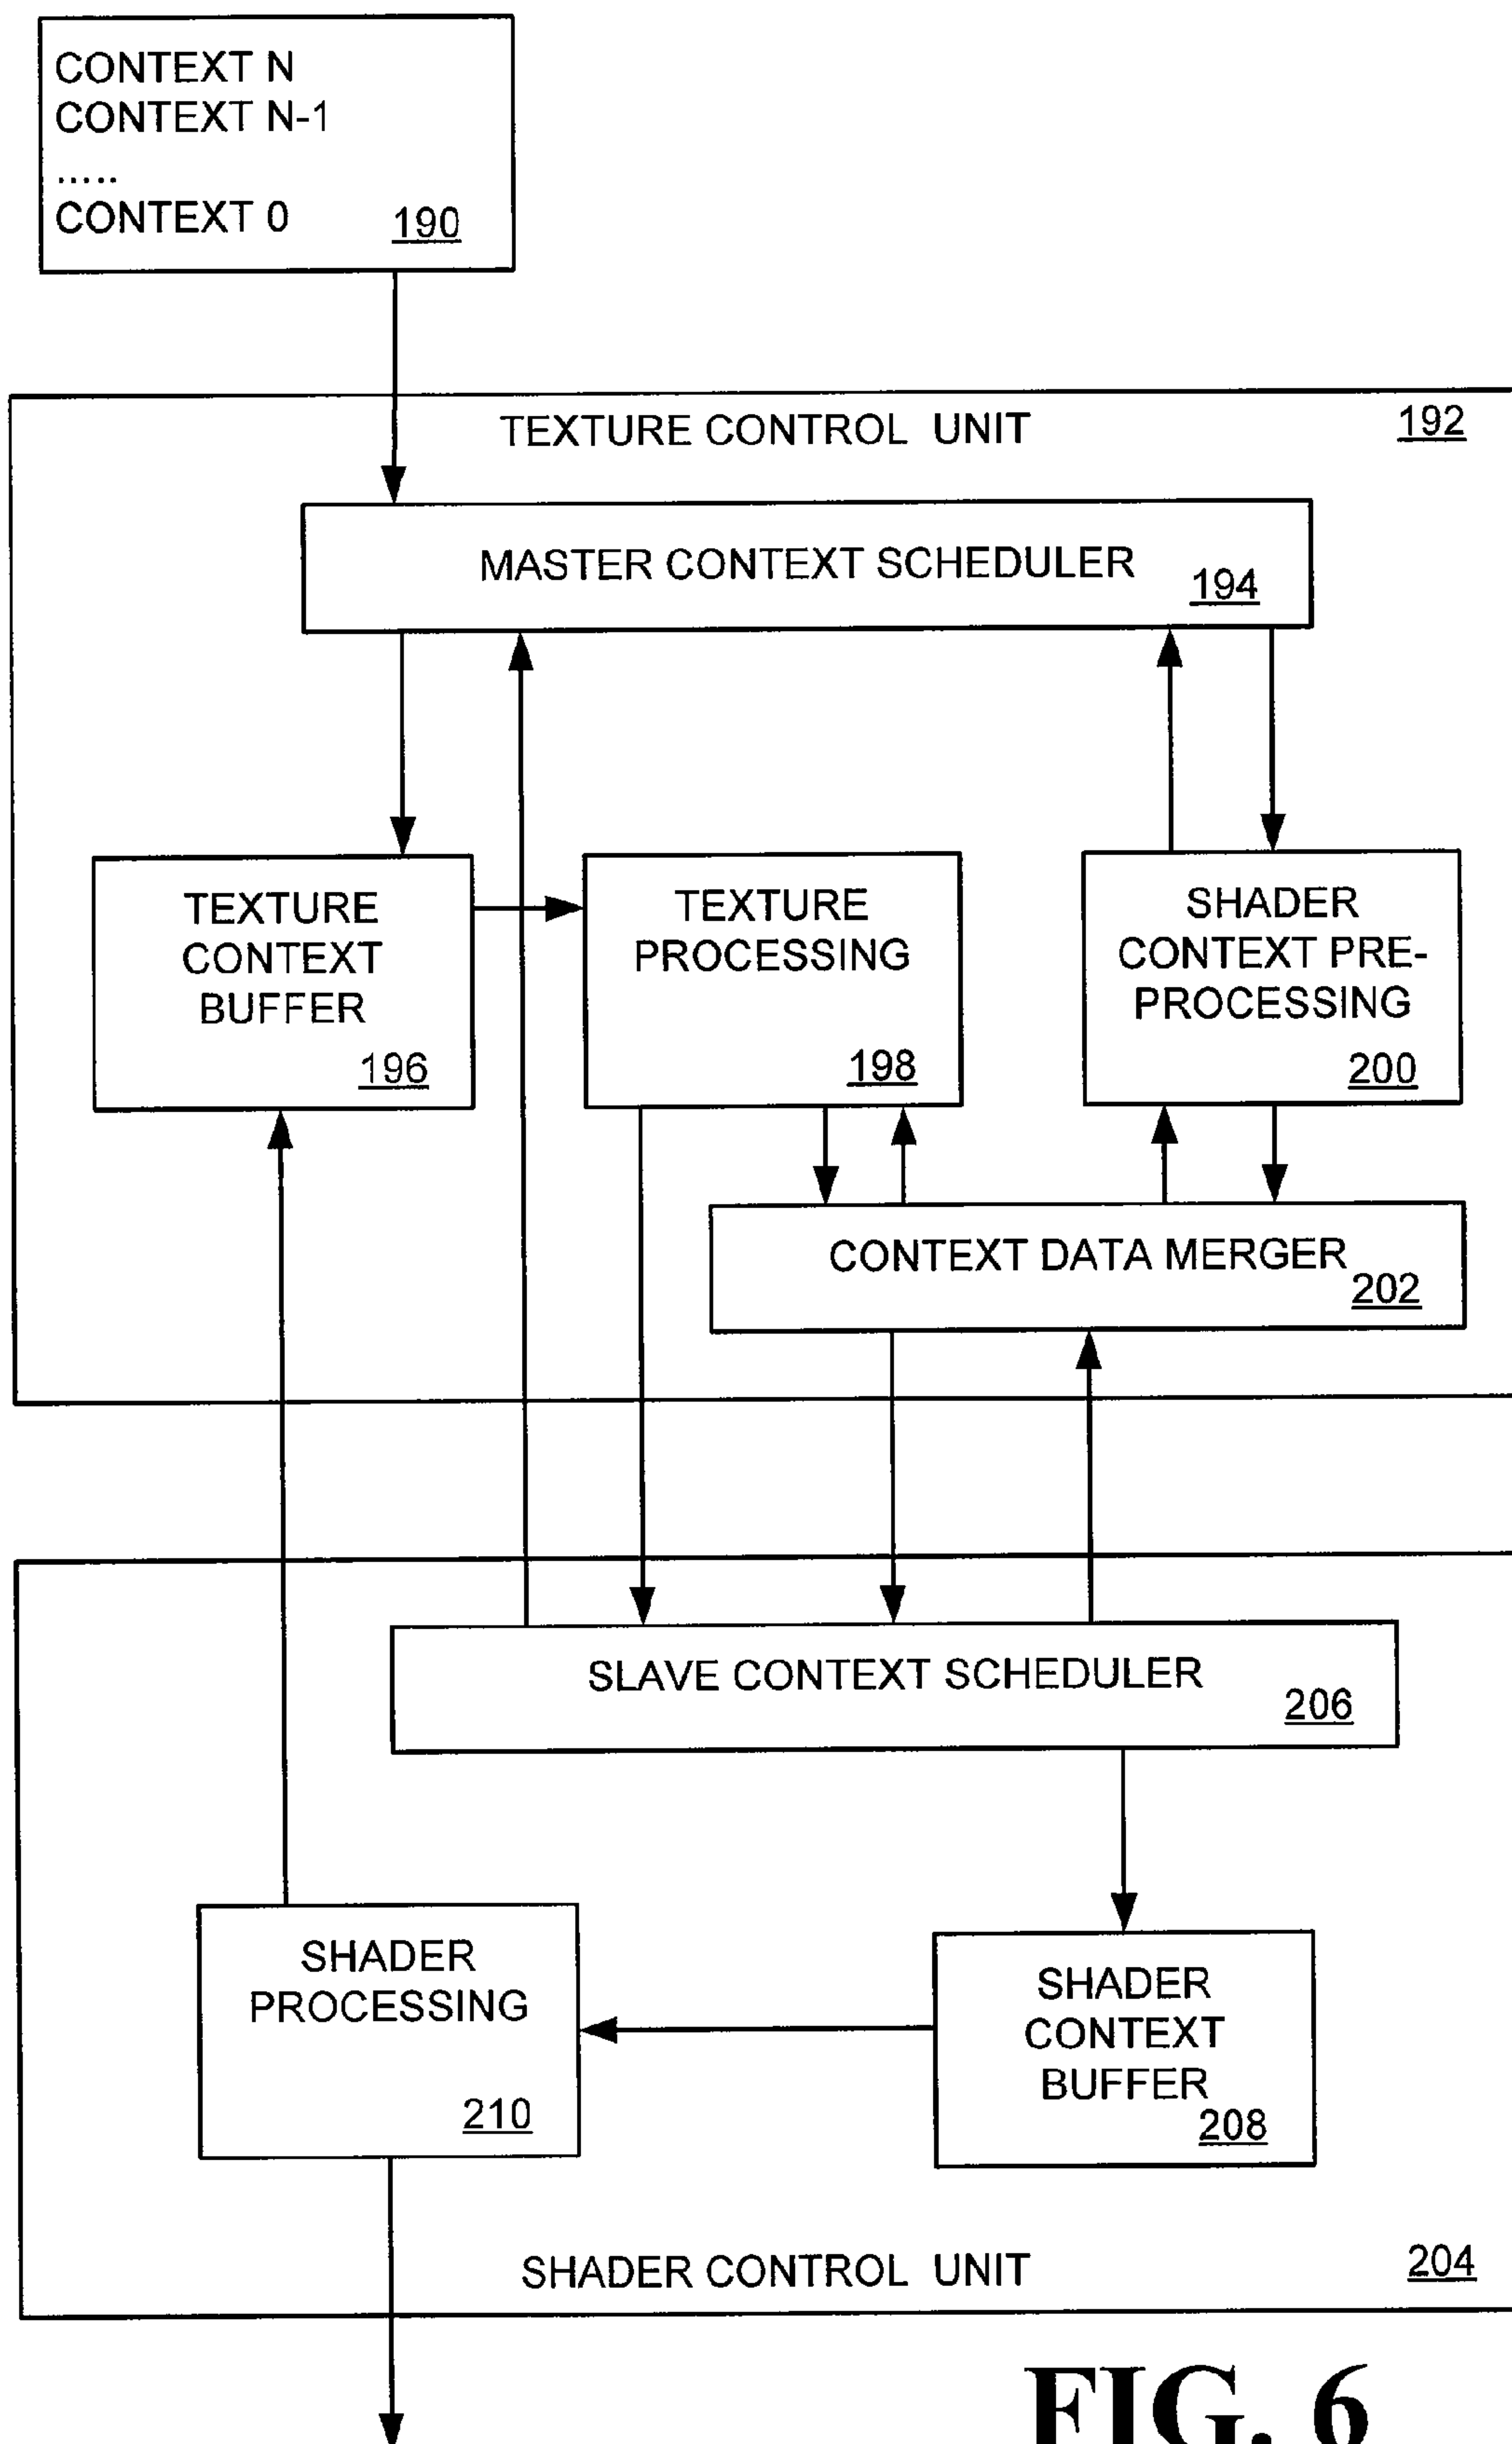 CONTEXT N
CONTEXT N-1
.....
CONTEXT 0
190
TEXTURE CONTROL UNIT
192
MASTER CONTEXT SCHEDULER
194
TEXTURE
CONTEXT
BUFFER
196
TEXTURE
PROCESSING
198
SHADER
CONTEXT PRE-
PROCESSING
200
CONTEXT DATA MERGER
202
SLAVE CONTEXT SCHEDULER
206
SHADER
PROCESSING
210
SHADER
CONTEXT
BUFFER
208
SHADER CONTROL UNIT
204
FIG. 6